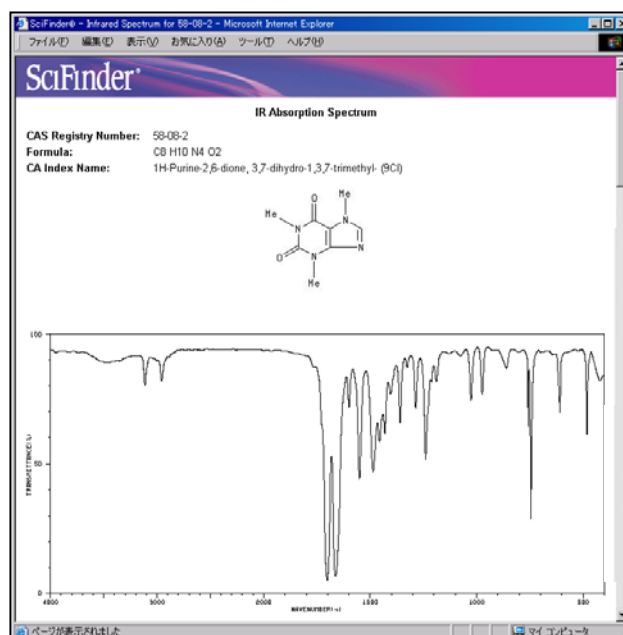 SciFinder® - Infrared Spectrum for 58-08-2 - Microsoft Internet Explorer
ファイル(F) 編集(E) 表示(V) お気に入り(A) ツール(T) ヘルプ(H)
SciFinder®
IR Absorption Spectrum
CAS Registry Number: 58-08-2
Formula: C8 H10 N4 O2
CA Index Name: 1H-Purine-2,6-dione, 3,7-dihydro-1,3,7-trimethyl- (9CI)
Me
O
Me
N
N
O
N
N
Me
100
50
TRANSMITTANCE(%)
0
4000 3000 2000 1500 1000 500
WAVENUMBER(-1)
ページが表示されました
マイ コンピュータ